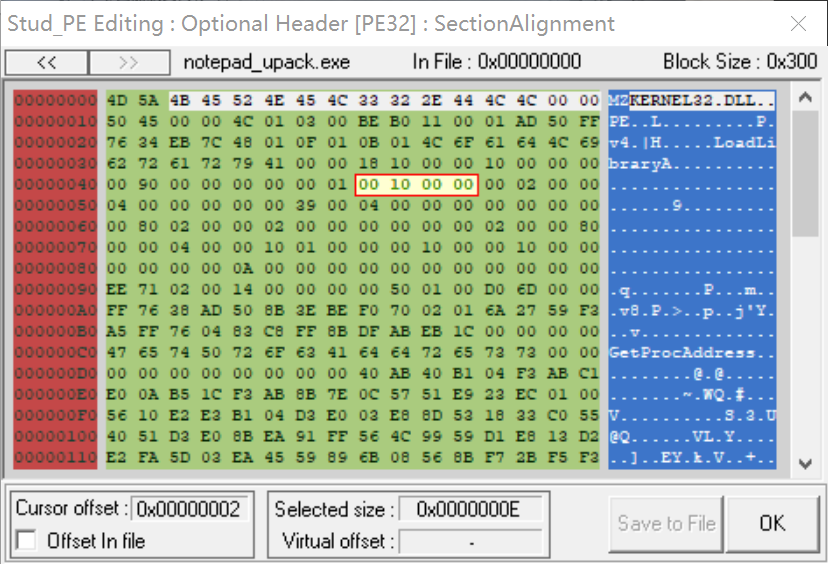 Stud_PE Editing : Optional Header [PE32] : SectionAlignment
<< >> notepad_upack.exe In File : 0x00000000 Block Size : 0x300
00000000 4D 5A 4B 45 52 4E 45 4C 33 32 2E 44 4C 4C 00 00 MZKERNEL32.DLL..
00000010 50 45 00 00 4C 01 03 00 BE B0 11 00 01 AD 50 FF PE..L.........P.
00000020 76 34 EB 7C 48 01 0F 01 0B 01 4C 6F 61 64 4C 69 v4.|H.....LoadLi
00000030 62 72 61 72 79 41 00 00 18 10 00 00 10 00 00 00 braryA..........
00000040 00 90 00 00 00 00 00 01 00 10 00 00 00 02 00 00 ................
00000050 04 00 00 00 00 00 39 00 04 00 00 00 00 00 00 00 ......9.........
00000060 00 80 02 00 00 02 00 00 00 00 00 00 02 00 00 80 ................
00000070 00 00 04 00 00 10 01 00 00 00 10 00 00 10 00 00 ................
00000080 00 00 00 00 0A 00 00 00 00 00 00 00 00 00 00 00 ................
00000090 EE 71 02 00 14 00 00 00 00 50 01 00 D0 6D 00 00 .q.......P...m..
000000A0 FF 76 38 AD 50 8B 3E BE F0 70 02 01 6A 27 59 F3 .v8.P.>..p..j'Y.
000000B0 A5 FF 76 04 83 C8 FF 8B DF AB EB 1C 00 00 00 00 ..v.............
000000C0 47 65 74 50 72 6F 63 41 64 64 72 65 73 73 00 00 GetProcAddress..
000000D0 00 00 00 00 00 00 00 40 AB 40 B1 04 F3 AB C1 .......@.@......
000000E0 E0 0A B5 1C F3 AB 8B 7E 0C 57 51 E9 23 EC 01 00 .......~.WQ.#...
000000F0 56 10 E2 E3 B1 04 D3 E0 03 E8 8D 53 18 33 C0 55 V..........S.3.U
00000100 40 51 D3 E0 8B EA 91 FF 56 4C 99 59 D1 E8 13 D2 @Q......VL.Y....
00000110 E2 FA 5D 03 EA 45 59 89 6B 08 56 8B F7 2B F5 F3 ..]..EY.k.V..+..
Cursor offset : 0x00000002 Selected size : 0x0000000E Save to File OK
Offset In file Virtual offset : -